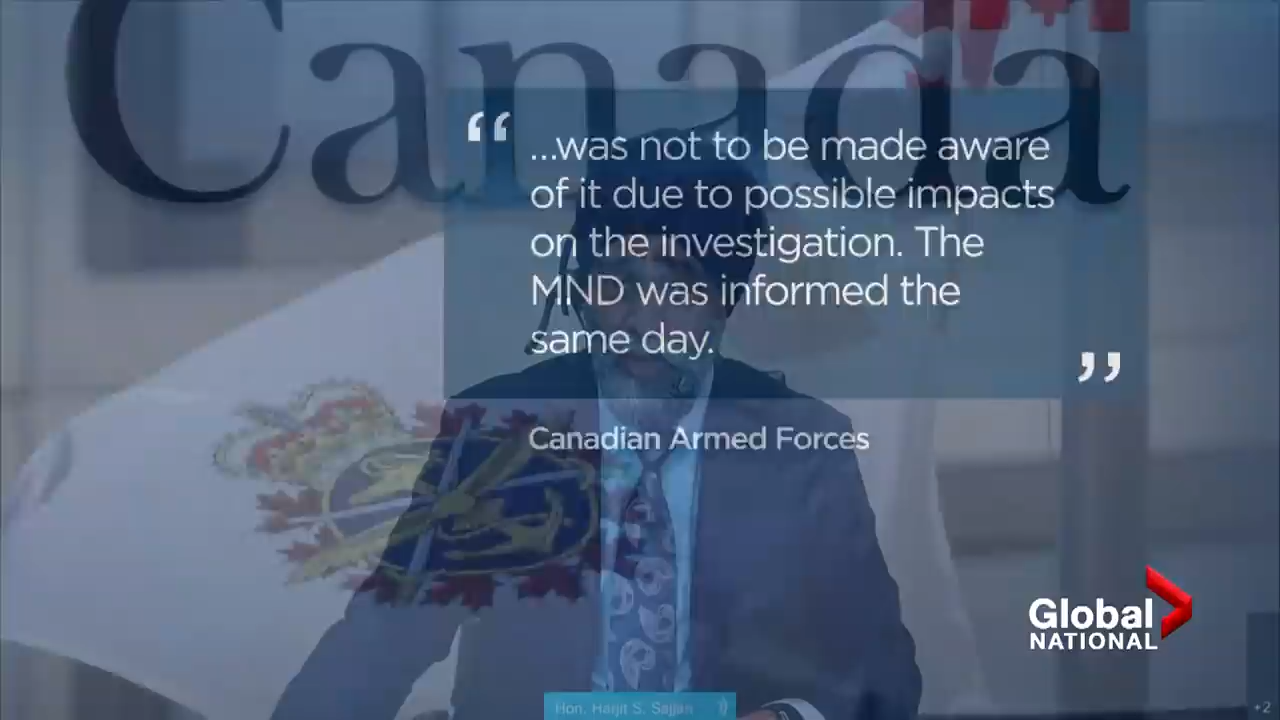 Canada
“ ...was not to be made aware
of it due to possible impacts
on the investigation. The
MND was informed the
same day. ”
Canadian Armed Forces
Global
NATIONAL
Hon. Harjit S. Sajjan
+2